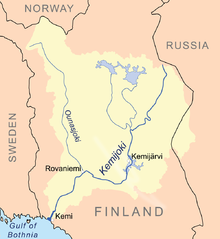 NORWAY
RUSSIA
SWEDEN
Ounasjoki
Kemijoki
Kemijärvi
Rovaniemi
Kemi
FINLAND
Gulf of
Bothnia